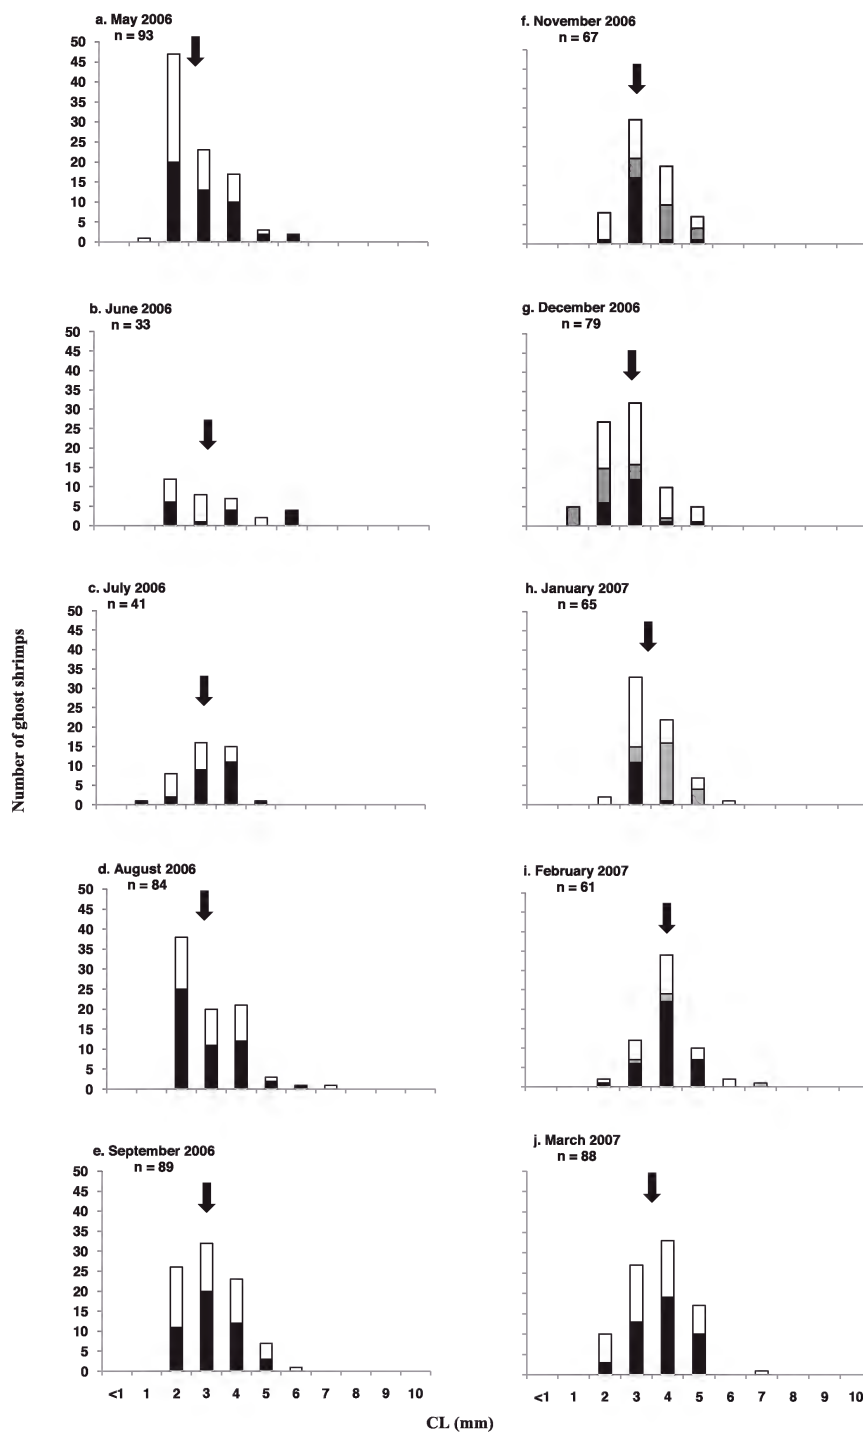 a. May 2006
n = 93
50
45
40
35
30
25
20
15
10
5
0
b. June 2006
n = 33
50
45
40
35
30
25
20
15
10
5
0
c. July 2006
n = 41
50
45
40
35
30
25
20
15
10
5
0
d. August 2006
n = 84
50
45
40
35
30
25
20
15
10
5
0
e. September 2006
n = 89
50
45
40
35
30
25
20
15
10
5
0
<1 1 2 3 4 5 6 7 8 9 10
f. November 2006
n = 67
g. December 2006
n = 79
h. January 2007
n = 65
i. February 2007
n = 61
j. March 2007
n = 88
<1 1 2 3 4 5 6 7 8 9 10
Number of ghost shrimps
CL (mm)